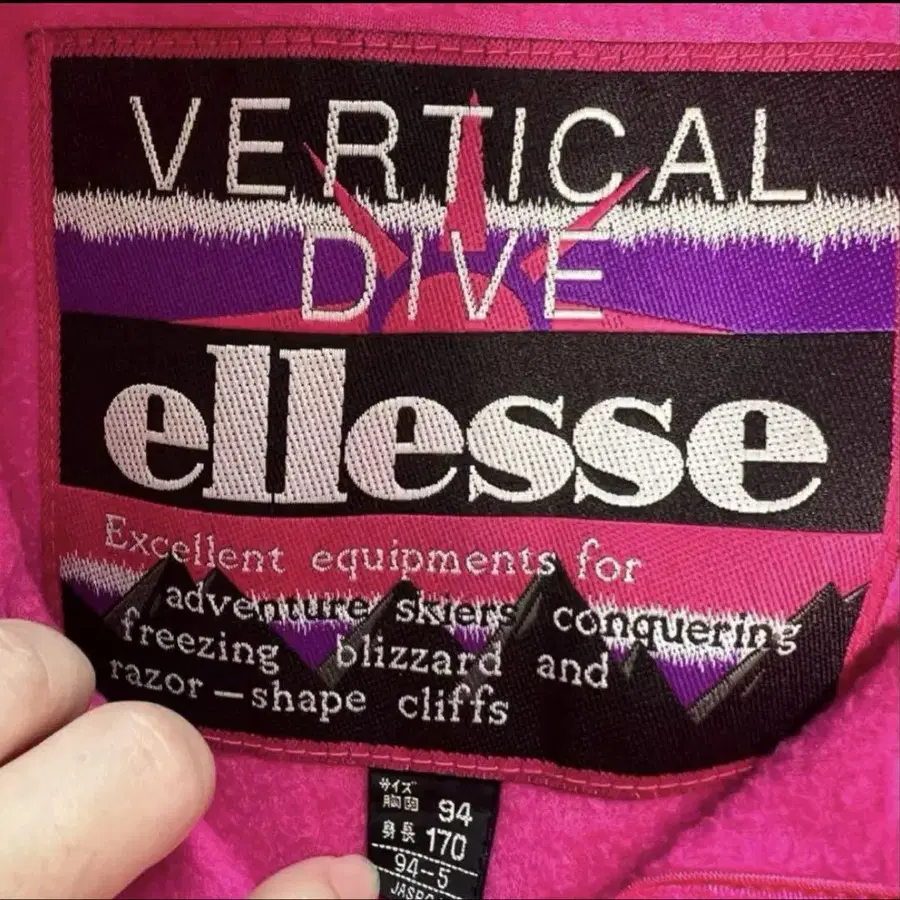 VERTICAL
DIVE
ellesse
Excellent equipments for
adventure skiers conquering
freezing blizzard and
razor—shape cliffs
サイズ
胸囲 94
身長 170
94-5